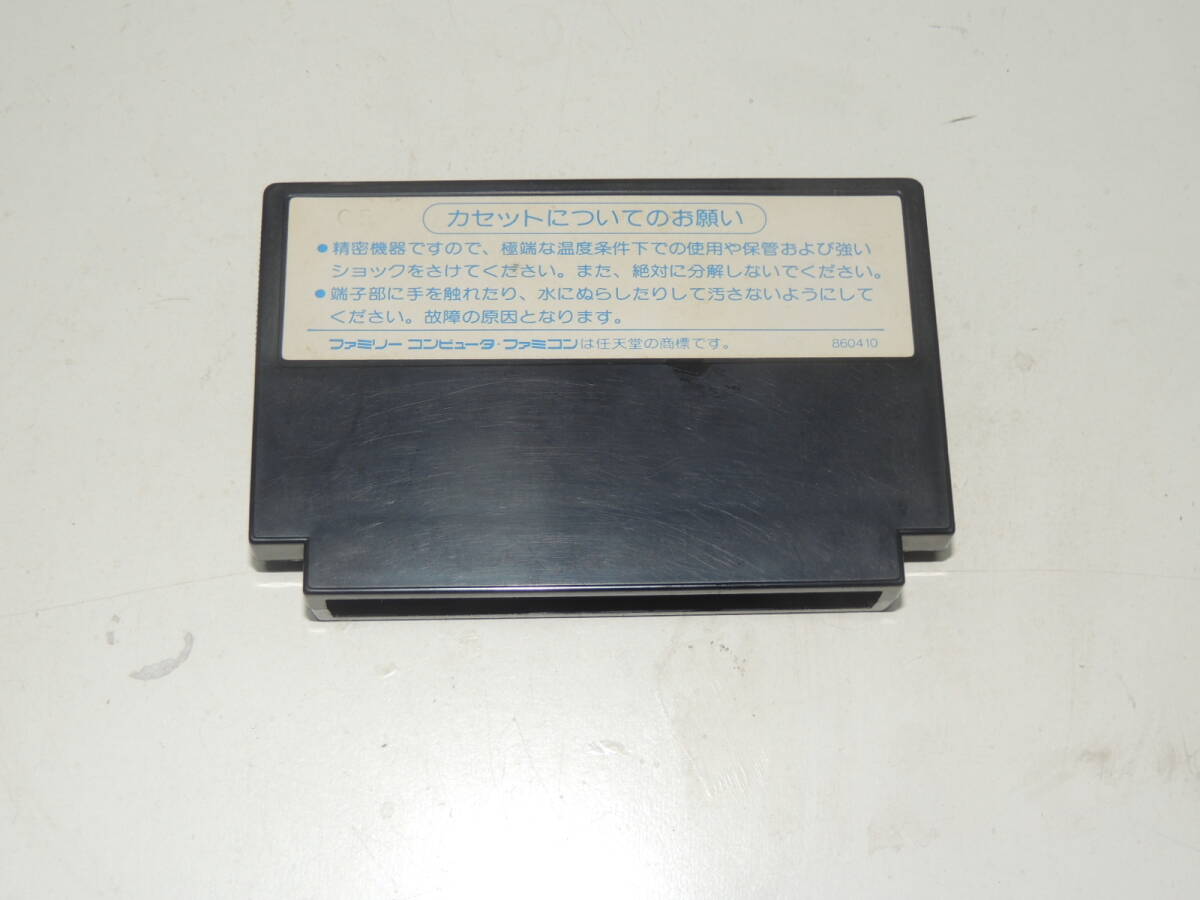 C5
カセットについてのお願い
●精密機器ですので、極端な温度条件下での使用や保管および強い
ショックをさけてください。また、絶対に分解しないでください。
●端子部に手を触れたり、水にぬらしたりして汚さないようにして
ください。故障の原因となります。
ファミリー コンピュータ・ファミコンは任天堂の商標です。 860410